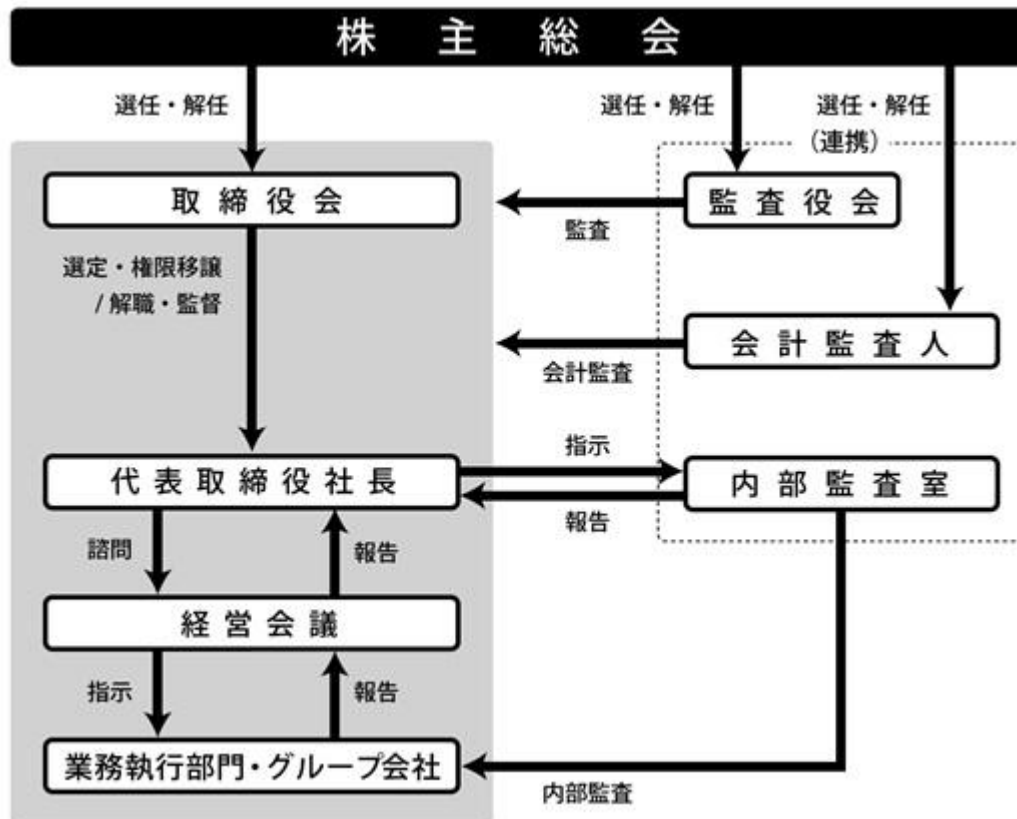 株主総会
選任・解任
選任・解任
選任・解任
(連携)
取締役会
監査役会
監査
選定・権限移譲
/ 解職・監督
会計監査人
会計監査
代表取締役社長
指示
内部監査室
報告
諮問
報告
経営会議
指示
報告
業務執行部門・グループ会社
内部監査